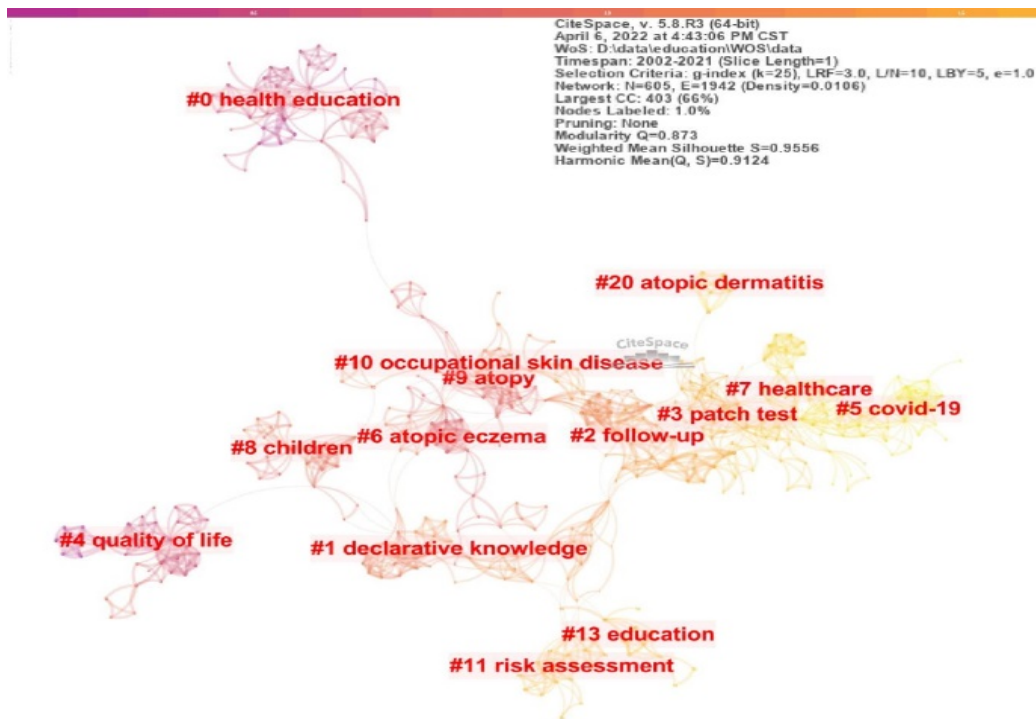 CiteSpace, v. 5.8.R3 (64-bit)
April 6, 2022 at 4:43:06 PM CST
WoS: D:\data\education\WOS\data
Timespan: 2002-2021 (Slice Length=1)
Selection Criteria: g-index (k=25), LRF=3.0, L/N=10, LBY=5, e=1.0
Network: N=605, E=1942 (Density=0.0106)
Largest CC: 403 (66%)
Nodes Labeled: 1.0%
Pruning: None
Modularity Q=0.873
Weighted Mean Silhouette S=0.9556
Harmonic Mean(Q, S)=0.9124
#0 health education
#20 atopic dermatitis
CiteSpace
#10 occupational skin disease
#9 atopy
#7 healthcare
#3 patch test
#5 covid-19
#6 atopic eczema
#2 follow-up
#8 children
#4 quality of life
#1 declarative knowledge
#13 education
#11 risk assessment